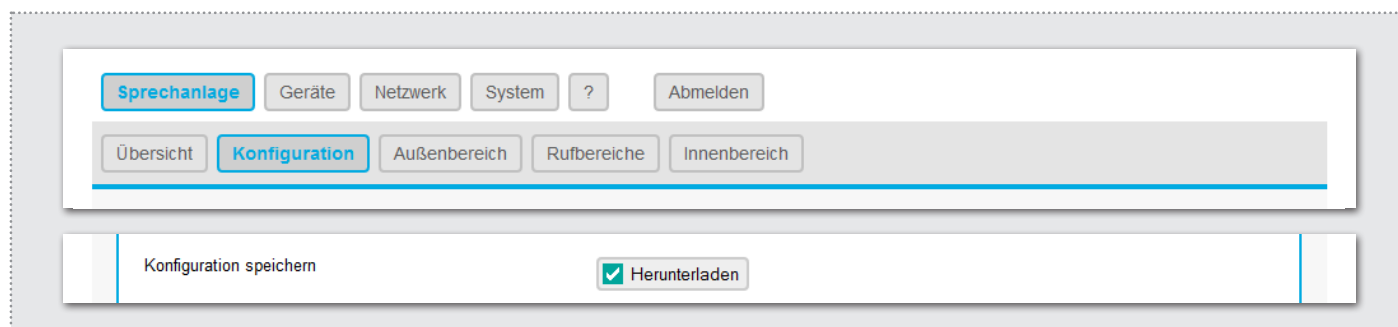 Sprechanlage Geräte Netzwerk System ? Abmelden
Übersicht Konfiguration Außenbereich Rufbereiche Innenbereich
Konfiguration speichern Herunterladen